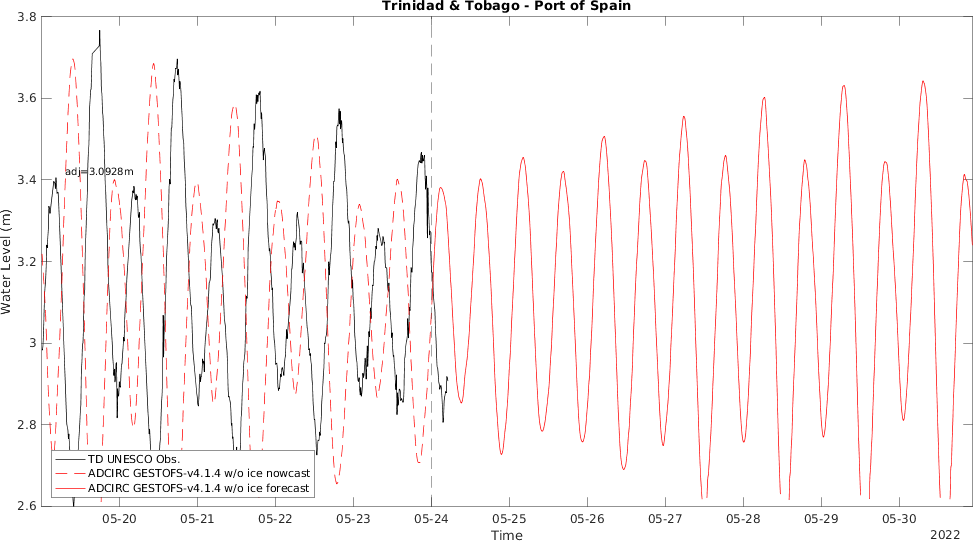 Trinidad & Tobago - Port of Spain
3.8
3.6
adj=3.0928m
3.4
3.2
3
2.8
2.6
Water Level (m)
TD UNESCO Obs.
ADCIRC GESTOFS-v4.1.4 w/o ice nowcast
ADCIRC GESTOFS-v4.1.4 w/o ice forecast
05-20 05-21 05-22 05-23 05-24 05-25 05-26 05-27 05-28 05-29 05-30
Time
2022